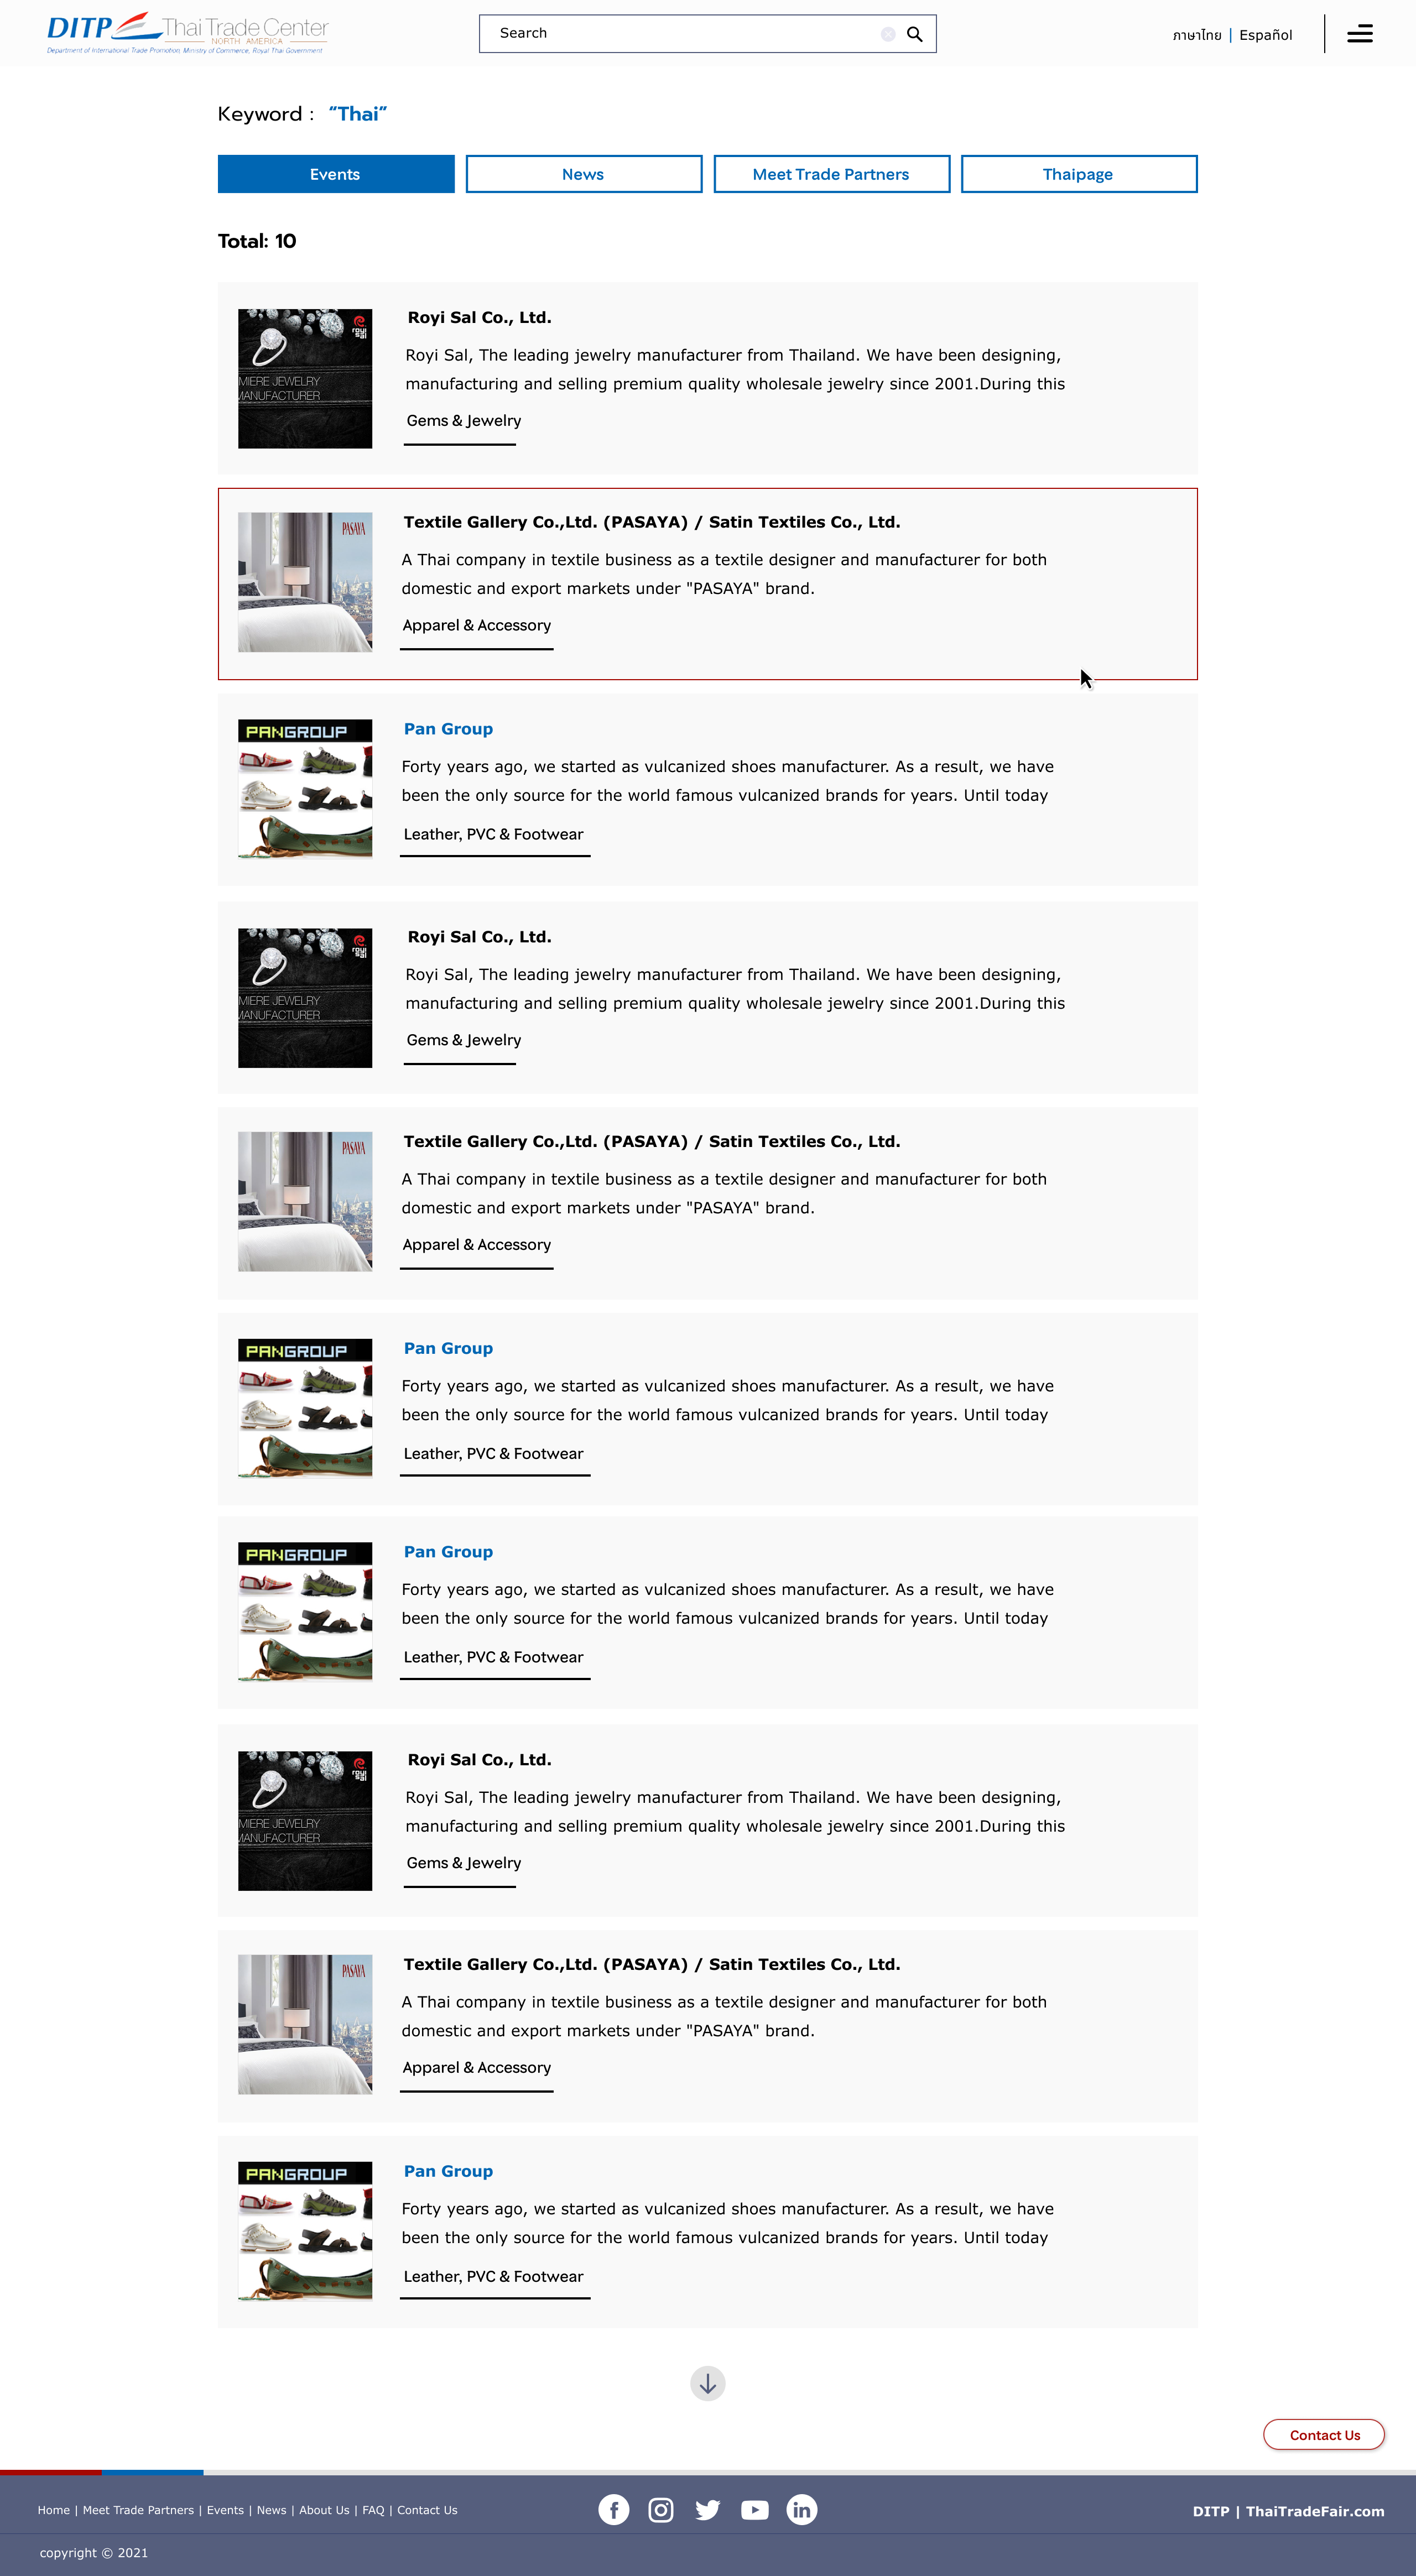 DITP Thai Trade Center
NORTH AMERICA
Department of International Trade Promotion Ministry of Commerce, Royal Thai Government
Search
ภาษาไทย | Español
Keyword : “Thai”
Events
News
Meet Trade Partners
Thaipage
Total: 10
royi sal
MIERE JEWELRY
MANUFACTURER
Royi Sal Co., Ltd.
Royi Sal, The leading jewelry manufacturer from Thailand. We have been designing,
manufacturing and selling premium quality wholesale jewelry since 2001.During this
Gems & Jewelry
PASAYA
Textile Gallery Co.,Ltd. (PASAYA) / Satin Textiles Co., Ltd.
A Thai company in textile business as a textile designer and manufacturer for both
domestic and export markets under "PASAYA" brand.
Apparel & Accessory
PANGROUP
Pan Group
Forty years ago, we started as vulcanized shoes manufacturer. As a result, we have
been the only source for the world famous vulcanized brands for years. Until today
Leather, PVC & Footwear
royi sal
MIERE JEWELRY
MANUFACTURER
Royi Sal Co., Ltd.
Royi Sal, The leading jewelry manufacturer from Thailand. We have been designing,
manufacturing and selling premium quality wholesale jewelry since 2001.During this
Gems & Jewelry
PASAYA
Textile Gallery Co.,Ltd. (PASAYA) / Satin Textiles Co., Ltd.
A Thai company in textile business as a textile designer and manufacturer for both
domestic and export markets under "PASAYA" brand.
Apparel & Accessory
PANGROUP
Pan Group
Forty years ago, we started as vulcanized shoes manufacturer. As a result, we have
been the only source for the world famous vulcanized brands for years. Until today
Leather, PVC & Footwear
PANGROUP
Pan Group
Forty years ago, we started as vulcanized shoes manufacturer. As a result, we have
been the only source for the world famous vulcanized brands for years. Until today
Leather, PVC & Footwear
royi sal
MIERE JEWELRY
MANUFACTURER
Royi Sal Co., Ltd.
Royi Sal, The leading jewelry manufacturer from Thailand. We have been designing,
manufacturing and selling premium quality wholesale jewelry since 2001.During this
Gems & Jewelry
PASAYA
Textile Gallery Co.,Ltd. (PASAYA) / Satin Textiles Co., Ltd.
A Thai company in textile business as a textile designer and manufacturer for both
domestic and export markets under "PASAYA" brand.
Apparel & Accessory
PANGROUP
Pan Group
Forty years ago, we started as vulcanized shoes manufacturer. As a result, we have
been the only source for the world famous vulcanized brands for years. Until today
Leather, PVC & Footwear
Contact Us
Home | Meet Trade Partners | Events | News | About Us | FAQ | Contact Us
DITP | ThaiTradeFair.com
copyright © 2021